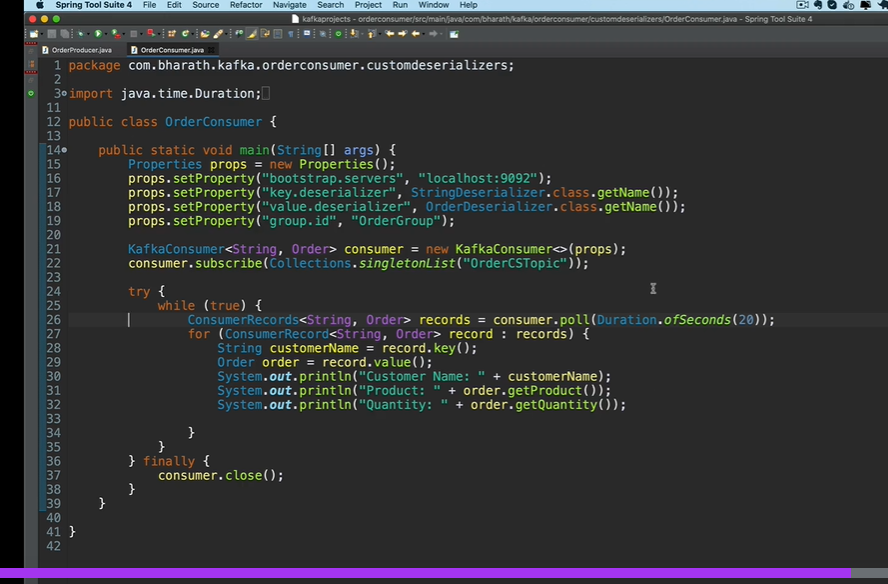 Spring Tool Suite 4 File Edit Source Refactor Navigate Search Project Run Window Help
kafkaprojects - orderconsumer/src/main/java/com/bharath/kafka/orderconsumer/customdeserializers/OrderConsumer.java - Spring Tool Suite 4
OrderProducer.java OrderConsumer.java
1 package com.bharath.kafka.orderconsumer.customdeserializers;
2
3 import java.time.Duration;
11
12 public class OrderConsumer {
13
14 public static void main(String[] args) {
15 Properties props = new Properties();
16 props.setProperty("bootstrap.servers", "localhost:9092");
17 props.setProperty("key.deserializer", StringDeserializer.class.getName());
18 props.setProperty("value.deserializer", OrderDeserializer.class.getName());
19 props.setProperty("group.id", "OrderGroup");
20
21 KafkaConsumer<String, Order> consumer = new KafkaConsumer<>(props);
22 consumer.subscribe(Collections.singletonList("OrderCSTopic"));
23
24 try {
25 while (true) {
26 ConsumerRecords<String, Order> records = consumer.poll(Duration.ofSeconds(20));
27 for (ConsumerRecord<String, Order> record : records) {
28 String customerName = record.key();
29 Order order = record.value();
30 System.out.println("Customer Name: " + customerName);
31 System.out.println("Product: " + order.getProduct());
32 System.out.println("Quantity: " + order.getQuantity());
33
34 }
35 }
36 } finally {
37 consumer.close();
38 }
39 }
40
41 }
42